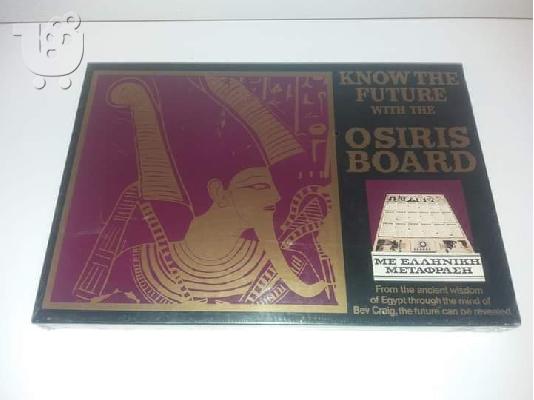 KNOW THE
FUTURE
WITH THE
OSIRIS
BOARD
ΜΕ ΕΛΛΗΝΙΚΗ
ΜΕΤΑΦΡΑΣΗ
From the ancient wisdom
of Egypt through the mind of
Bev Craig, the future can be revealed.